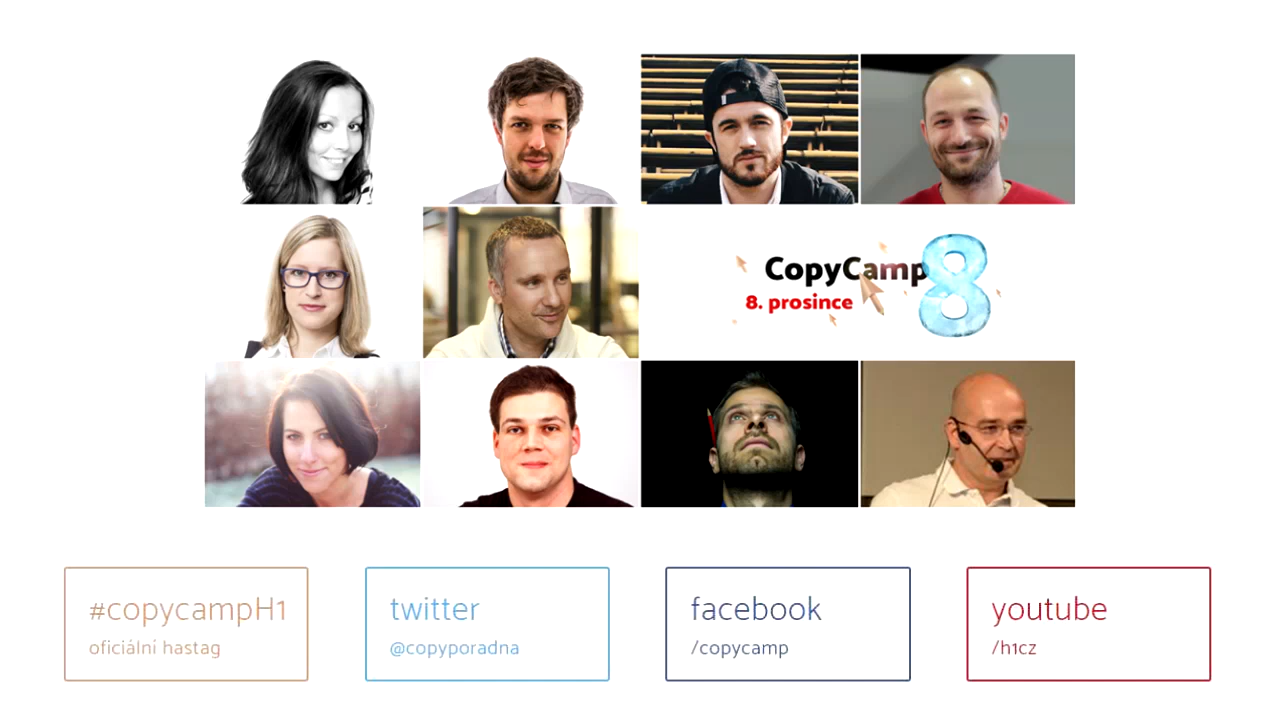 CopyCamp 8
8. prosince
#copycampH1
oficiální hastag
twitter
@copyporadna
facebook
/copycamp
youtube
/h1cz